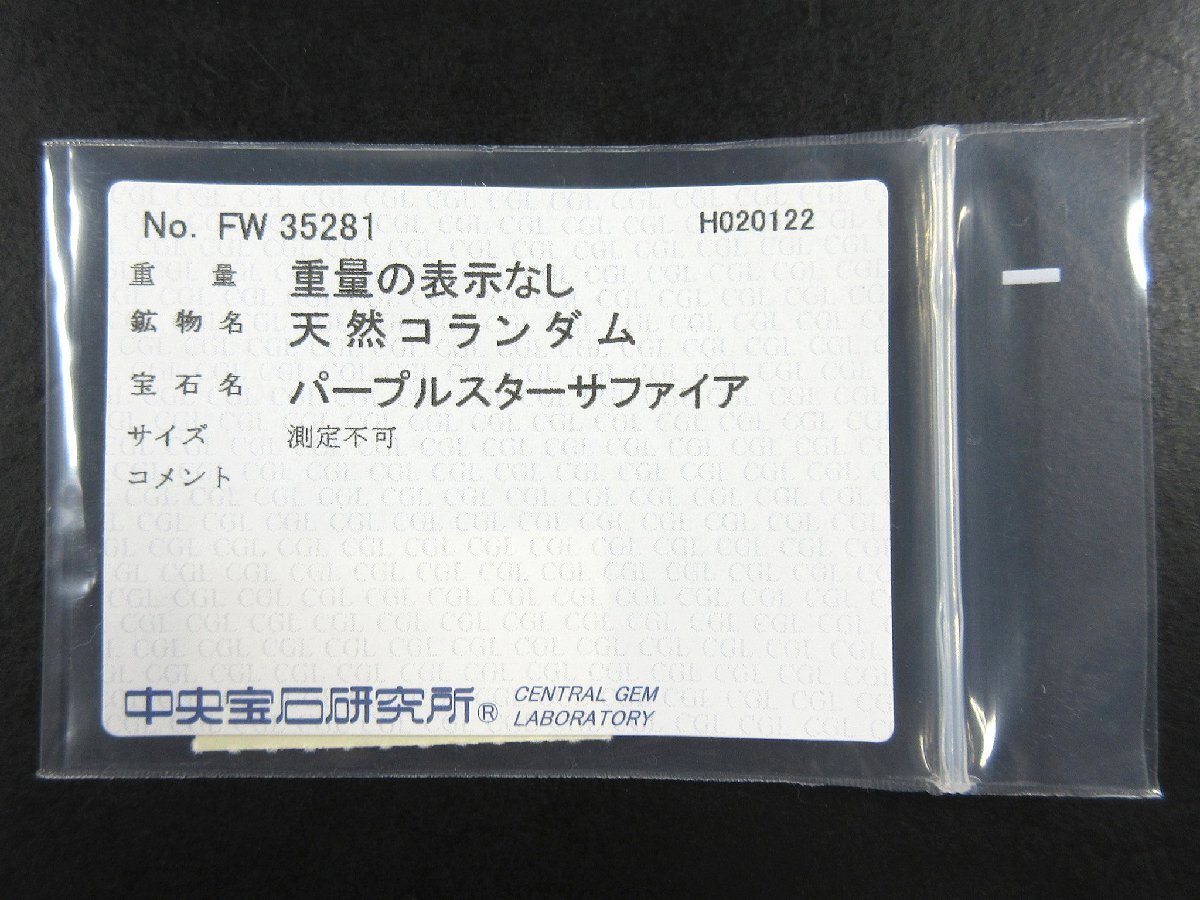 No. FW 35281 H020122
重量 重量の表示なし
鉱物名 天然コランダム
宝石名 パープルスターサファイア
サイズ 測定不可
コメント
中央宝石研究所® CENTRAL GEM
LABORATORY